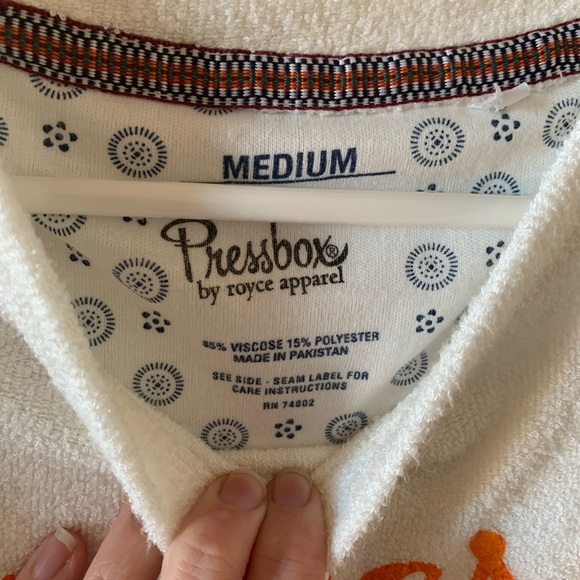 MEDIUM
Pressbox®
by royce apparel
65% VISCOSE 15% POLYESTER
MADE IN PAKISTAN
SEE SIDE - SEAM LABEL FOR
CARE INSTRUCTIONS
RN 74802